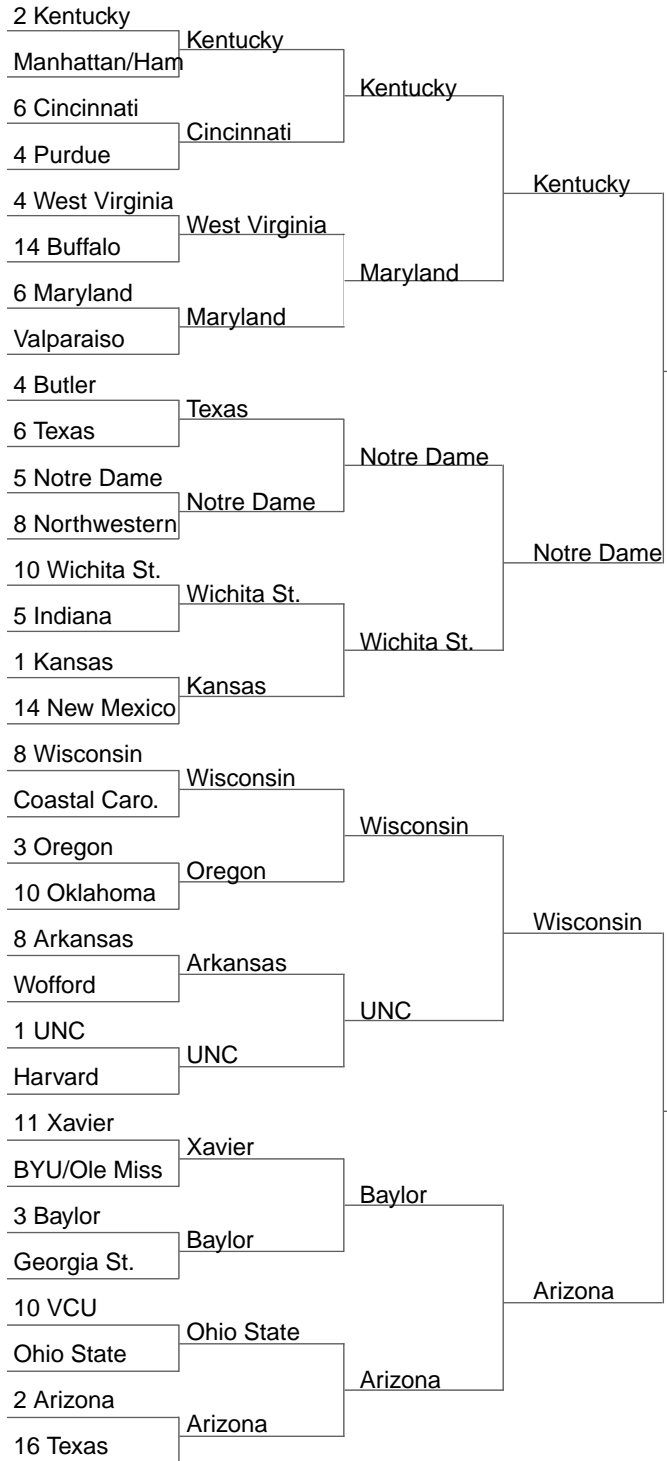 2 Kentucky
Manhattan/Ham
6 Cincinnati
4 Purdue
4 West Virginia
14 Buffalo
6 Maryland
Valparaiso
4 Butler
6 Texas
5 Notre Dame
8 Northwestern
10 Wichita St.
5 Indiana
1 Kansas
14 New Mexico
8 Wisconsin
Coastal Caro.
3 Oregon
10 Oklahoma
8 Arkansas
Wofford
1 UNC
Harvard
11 Xavier
BYU/Ole Miss
3 Baylor
Georgia St.
10 VCU
Ohio State
2 Arizona
16 Texas
Kentucky
Cincinnati
West Virginia
Maryland
Texas
Notre Dame
Wichita St.
Kansas
Wisconsin
Oregon
Arkansas
UNC
Xavier
Baylor
Ohio State
Arizona
Kentucky
Maryland
Notre Dame
Wichita St.
Wisconsin
UNC
Baylor
Arizona
Kentucky
Notre Dame
Wisconsin
Arizona